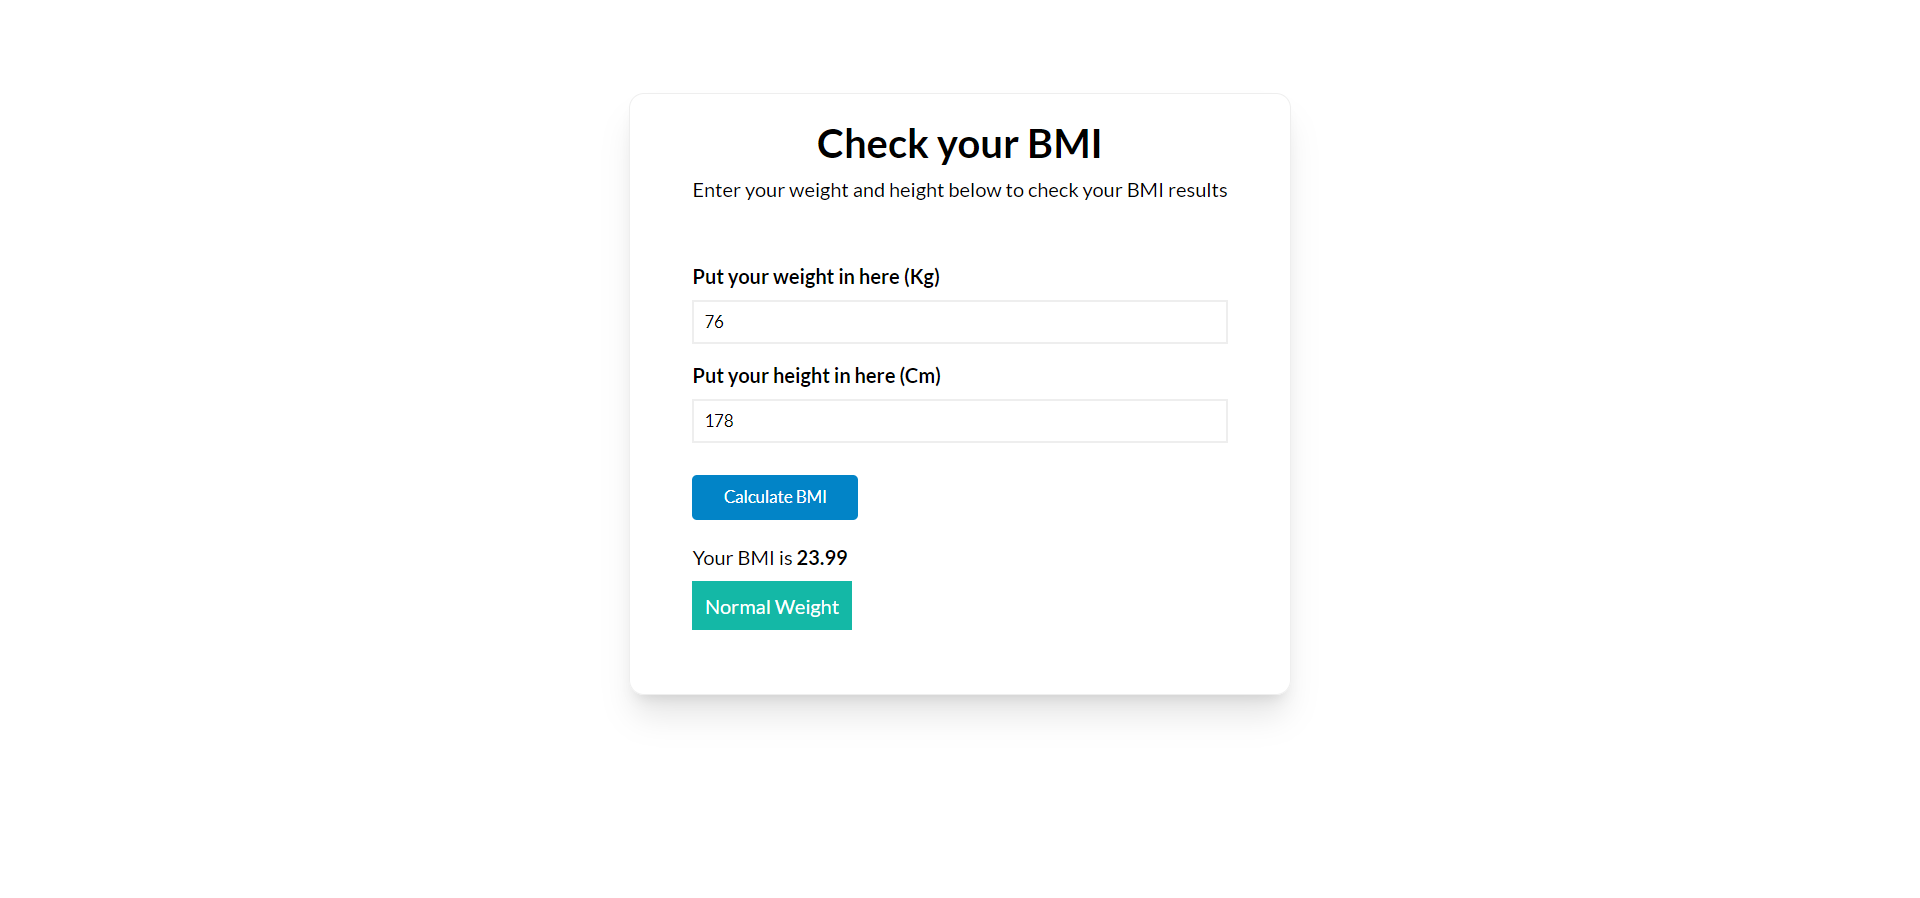 Check your BMI
Enter your weight and height below to check your BMI results
Put your weight in here (Kg)
76
Put your height in here (Cm)
178
Calculate BMI
Your BMI is 23.99
Normal Weight